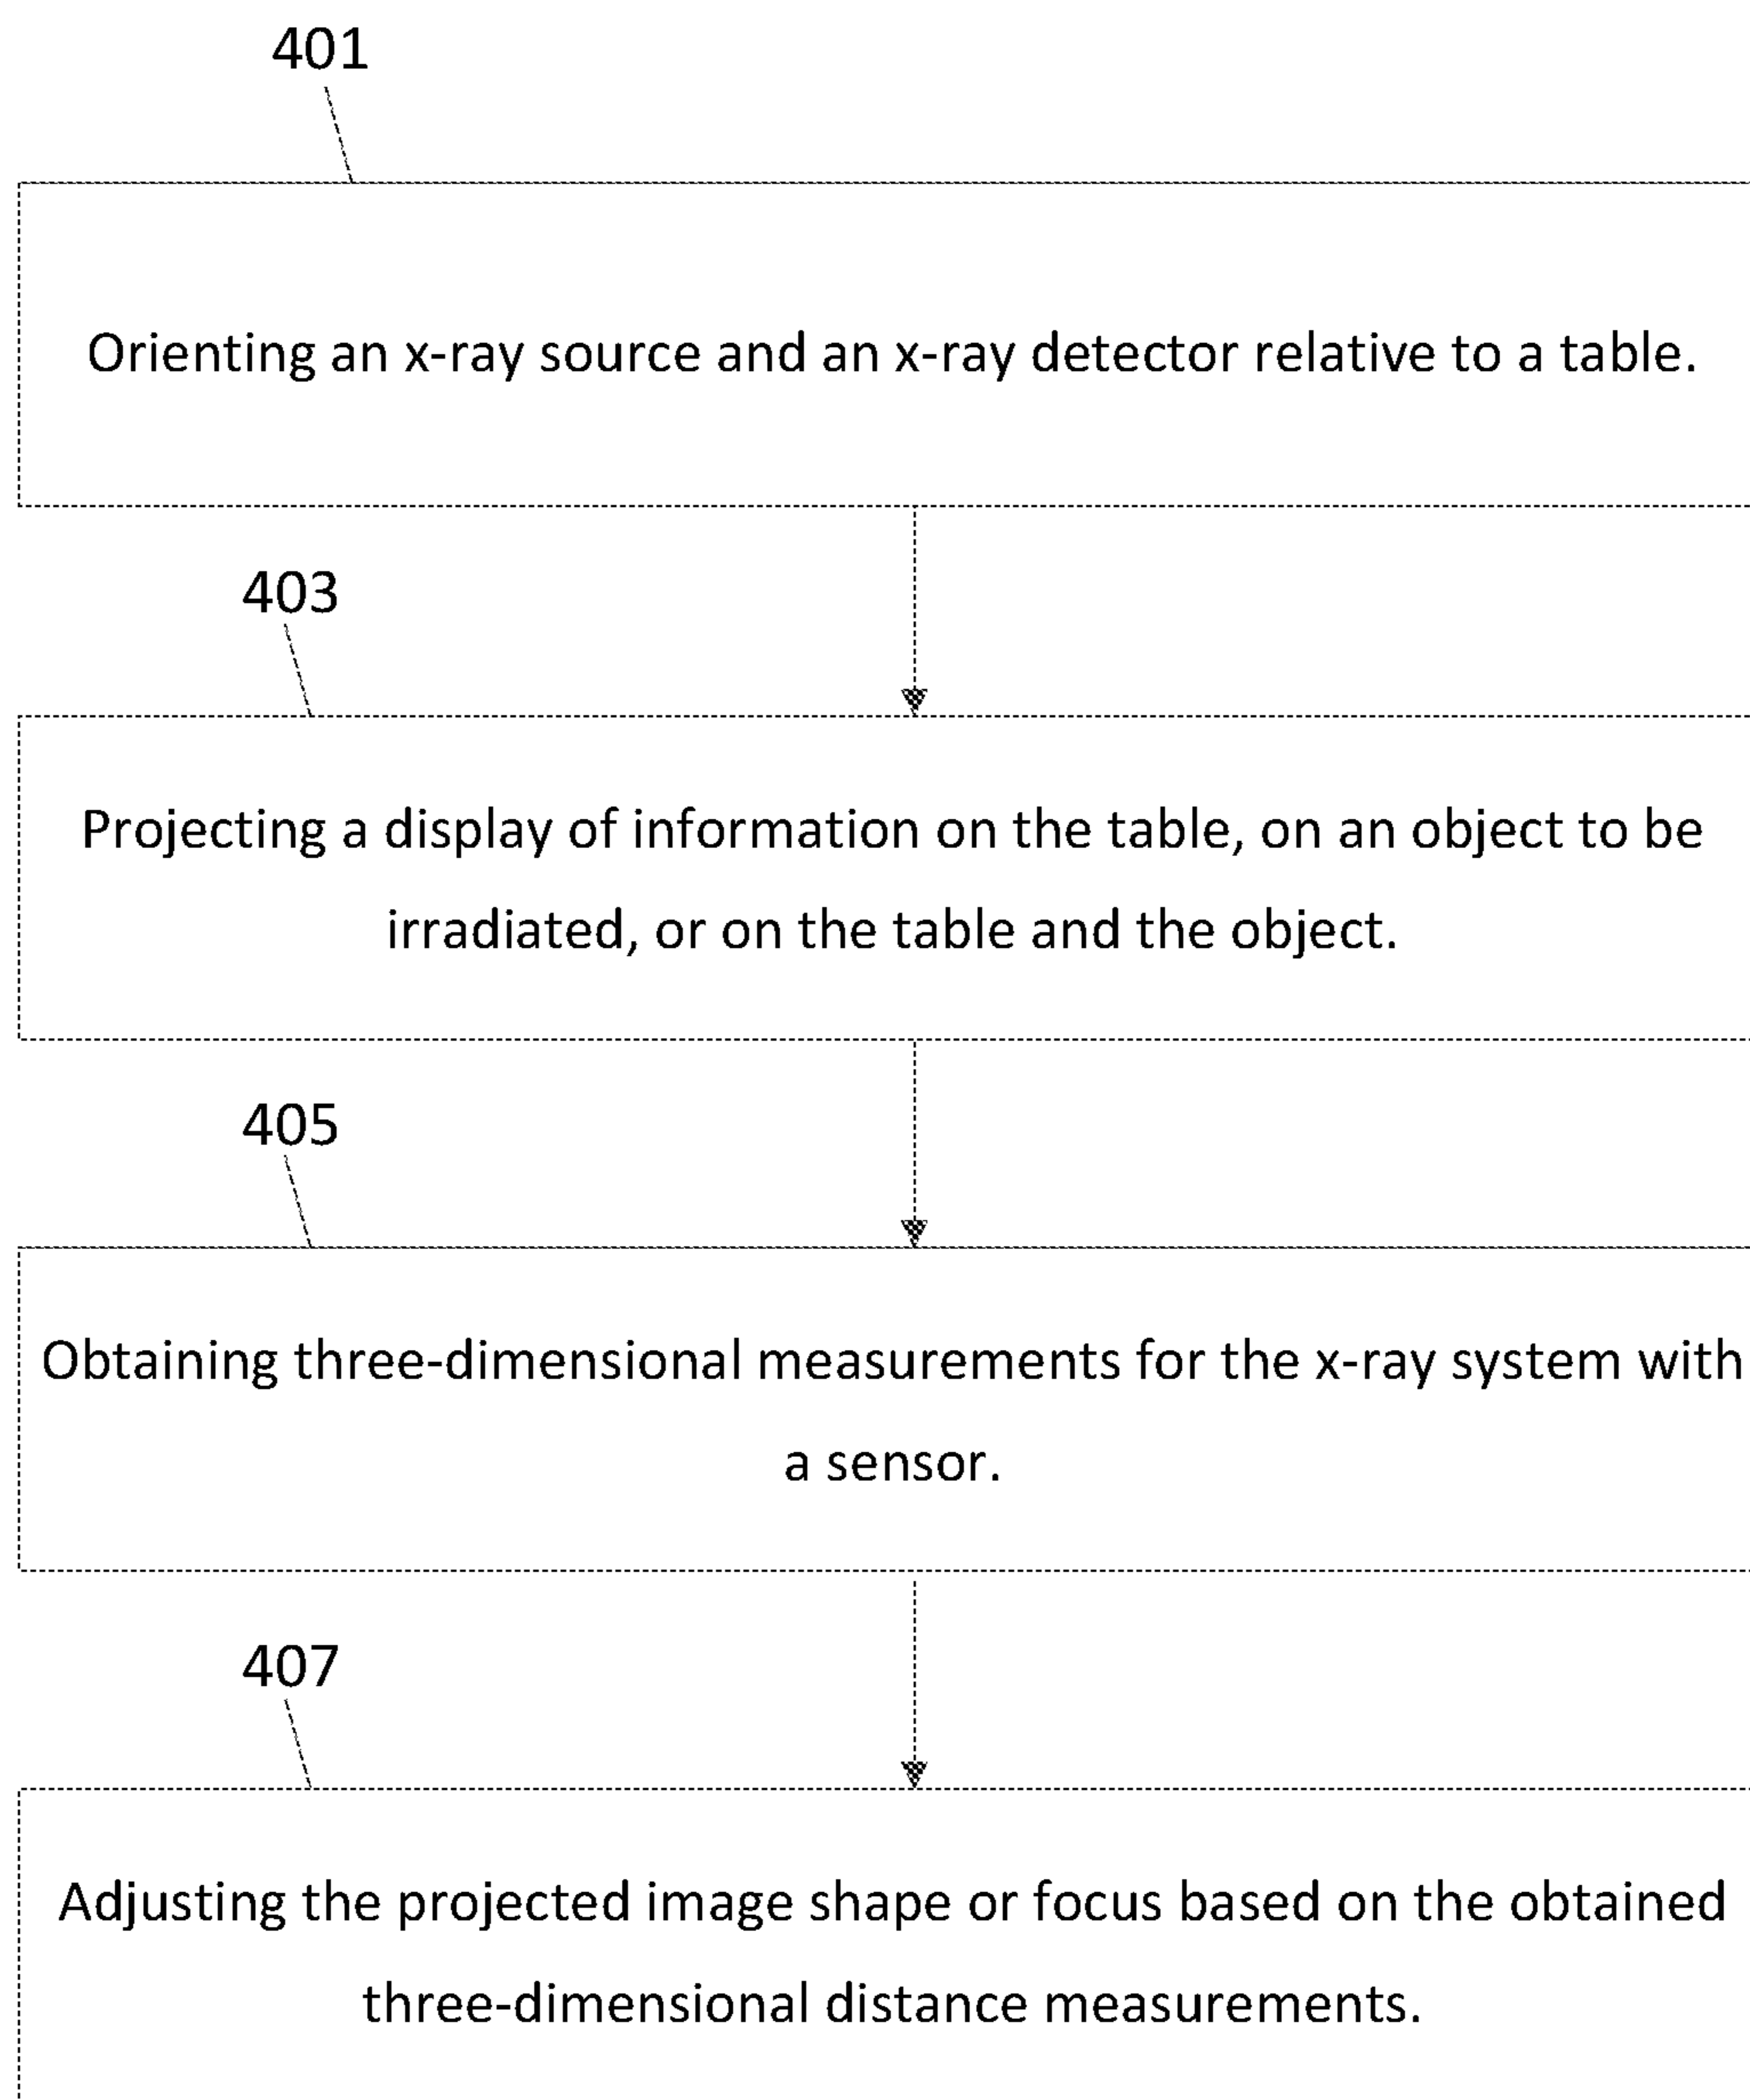 401
Orienting an x-ray source and an x-ray detector relative to a table.
403
Projecting a display of information on the table, on an object to be
irradiated, or on the table and the object.
405
Obtaining three-dimensional measurements for the x-ray system with
a sensor.
407
Adjusting the projected image shape or focus based on the obtained
three-dimensional distance measurements.